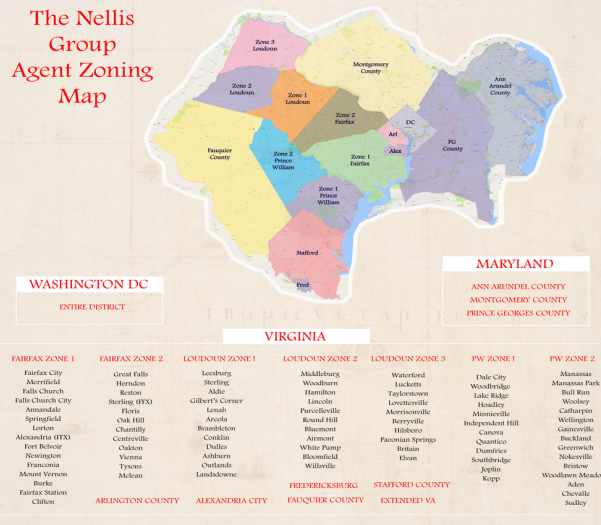 The Nellis
Group
Agent Zoning
Map
Zone 3
Loudoun
Montgomery
County
Zone 2
Loudoun
Zone 1
Loudoun
Ann
Arundel
County
Zone 2
Fairfax
DC
Arl
Alex
PG
County
Fauquier
County
Zone 2
Prince
William
Zone 1
Fairfax
Zone 1
Prince
William
Stafford
Fred
WASHINGTON DC
ENTIRE DISTRICT
MARYLAND
ANN ARUNDEL COUNTY
MONTGOMERY COUNTY
PRINCE GEORGES COUNTY
VIRGINIA
FAIRFAX ZONE 1
Fairfax City
Merrifield
Falls Church
Falls Church City
Annandale
Springfield
Lorton
Alexandria (FFX)
Fort Belvoir
Newington
Franconia
Mount Vernon
Burke
Fairfax Station
Clifton
FAIRFAX ZONE 2
Great Falls
Herndon
Reston
Sterling (FFX)
Floris
Oak Hill
Chantilly
Centreville
Oakton
Vienna
Tysons
Mclean
ARLINGTON COUNTY
LOUDOUN ZONE 1
Leesburg
Sterling
Aldie
Gilbert's Corner
Lenah
Arcola
Brambleton
Conklin
Dulles
Ashburn
Outlands
Landsdowne
ALEXANDRIA CITY
LOUDOUN ZONE 2
Middleburg
Woodburn
Hamilton
Lincoln
Purcelleville
Round Hill
Bluemont
Airmont
White Pump
Bloomfield
Willsville
FREDERICKSBURG
FAUQUIER COUNTY
LOUDOUN ZONE 3
Waterford
Lucketts
Taylorstown
Lovettesville
Morrisonville
Berryville
Hilsboro
Paconian Springs
Britain
Elvan
STAFFORD COUNTY
EXTENDED VA
PW ZONE 1
Dale City
Woodbridge
Lake Ridge
Hoadley
Minnieville
Independent Hill
Canova
Quantico
Dumfries
Southbridge
Joplin
Kopp
PW ZONE 2
Manassas
Manassas Park
Bull Run
Woolsey
Catharpin
Wellington
Gainesville
Buckland
Greenwich
Nokesville
Bristow
Woodlawn Meado
Aden
Chevalle
Sudley